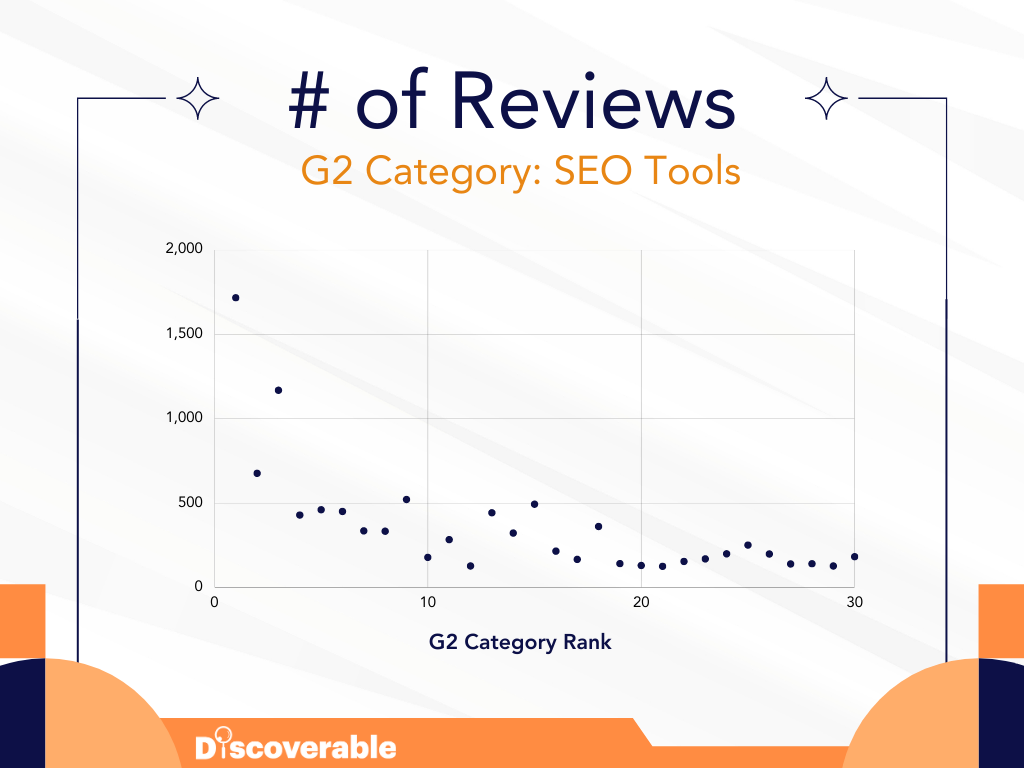 # of Reviews
G2 Category: SEO Tools
2,000
1,500
1,000
500
0
0 10 20 30
G2 Category Rank
Discoverable